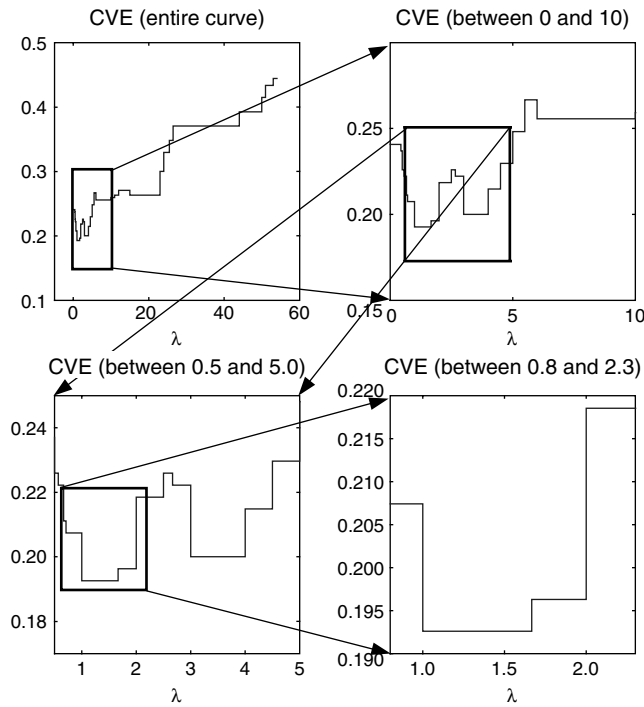 CVE (entire curve)
0.5
0.4
0.3
0.2
0.1
0 20 40 60
λ
CVE (between 0 and 10)
0.25
0.20
0.15
0 5 10
λ
CVE (between 0.5 and 5.0)
0.24
0.22
0.20
0.18
1 2 3 4 5
λ
CVE (between 0.8 and 2.3)
0.220
0.215
0.210
0.205
0.200
0.195
0.190
1.0 1.5 2.0
λ